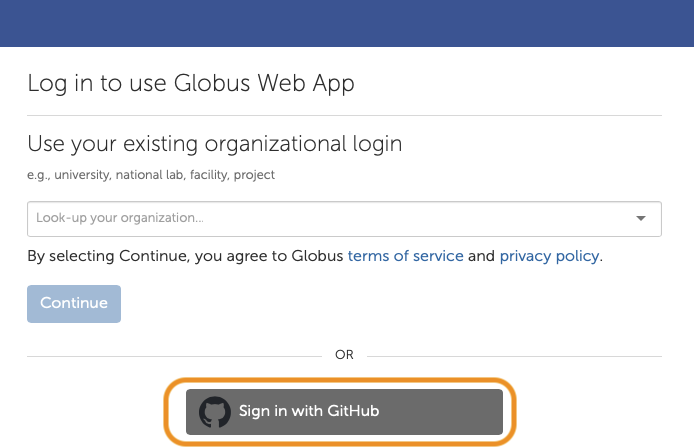 Log in to use Globus Web App
Use your existing organizational login
e.g., university, national lab, facility, project
Look-up your organization...
By selecting Continue, you agree to Globus terms of service and privacy policy.
Continue
OR
Sign in with GitHub